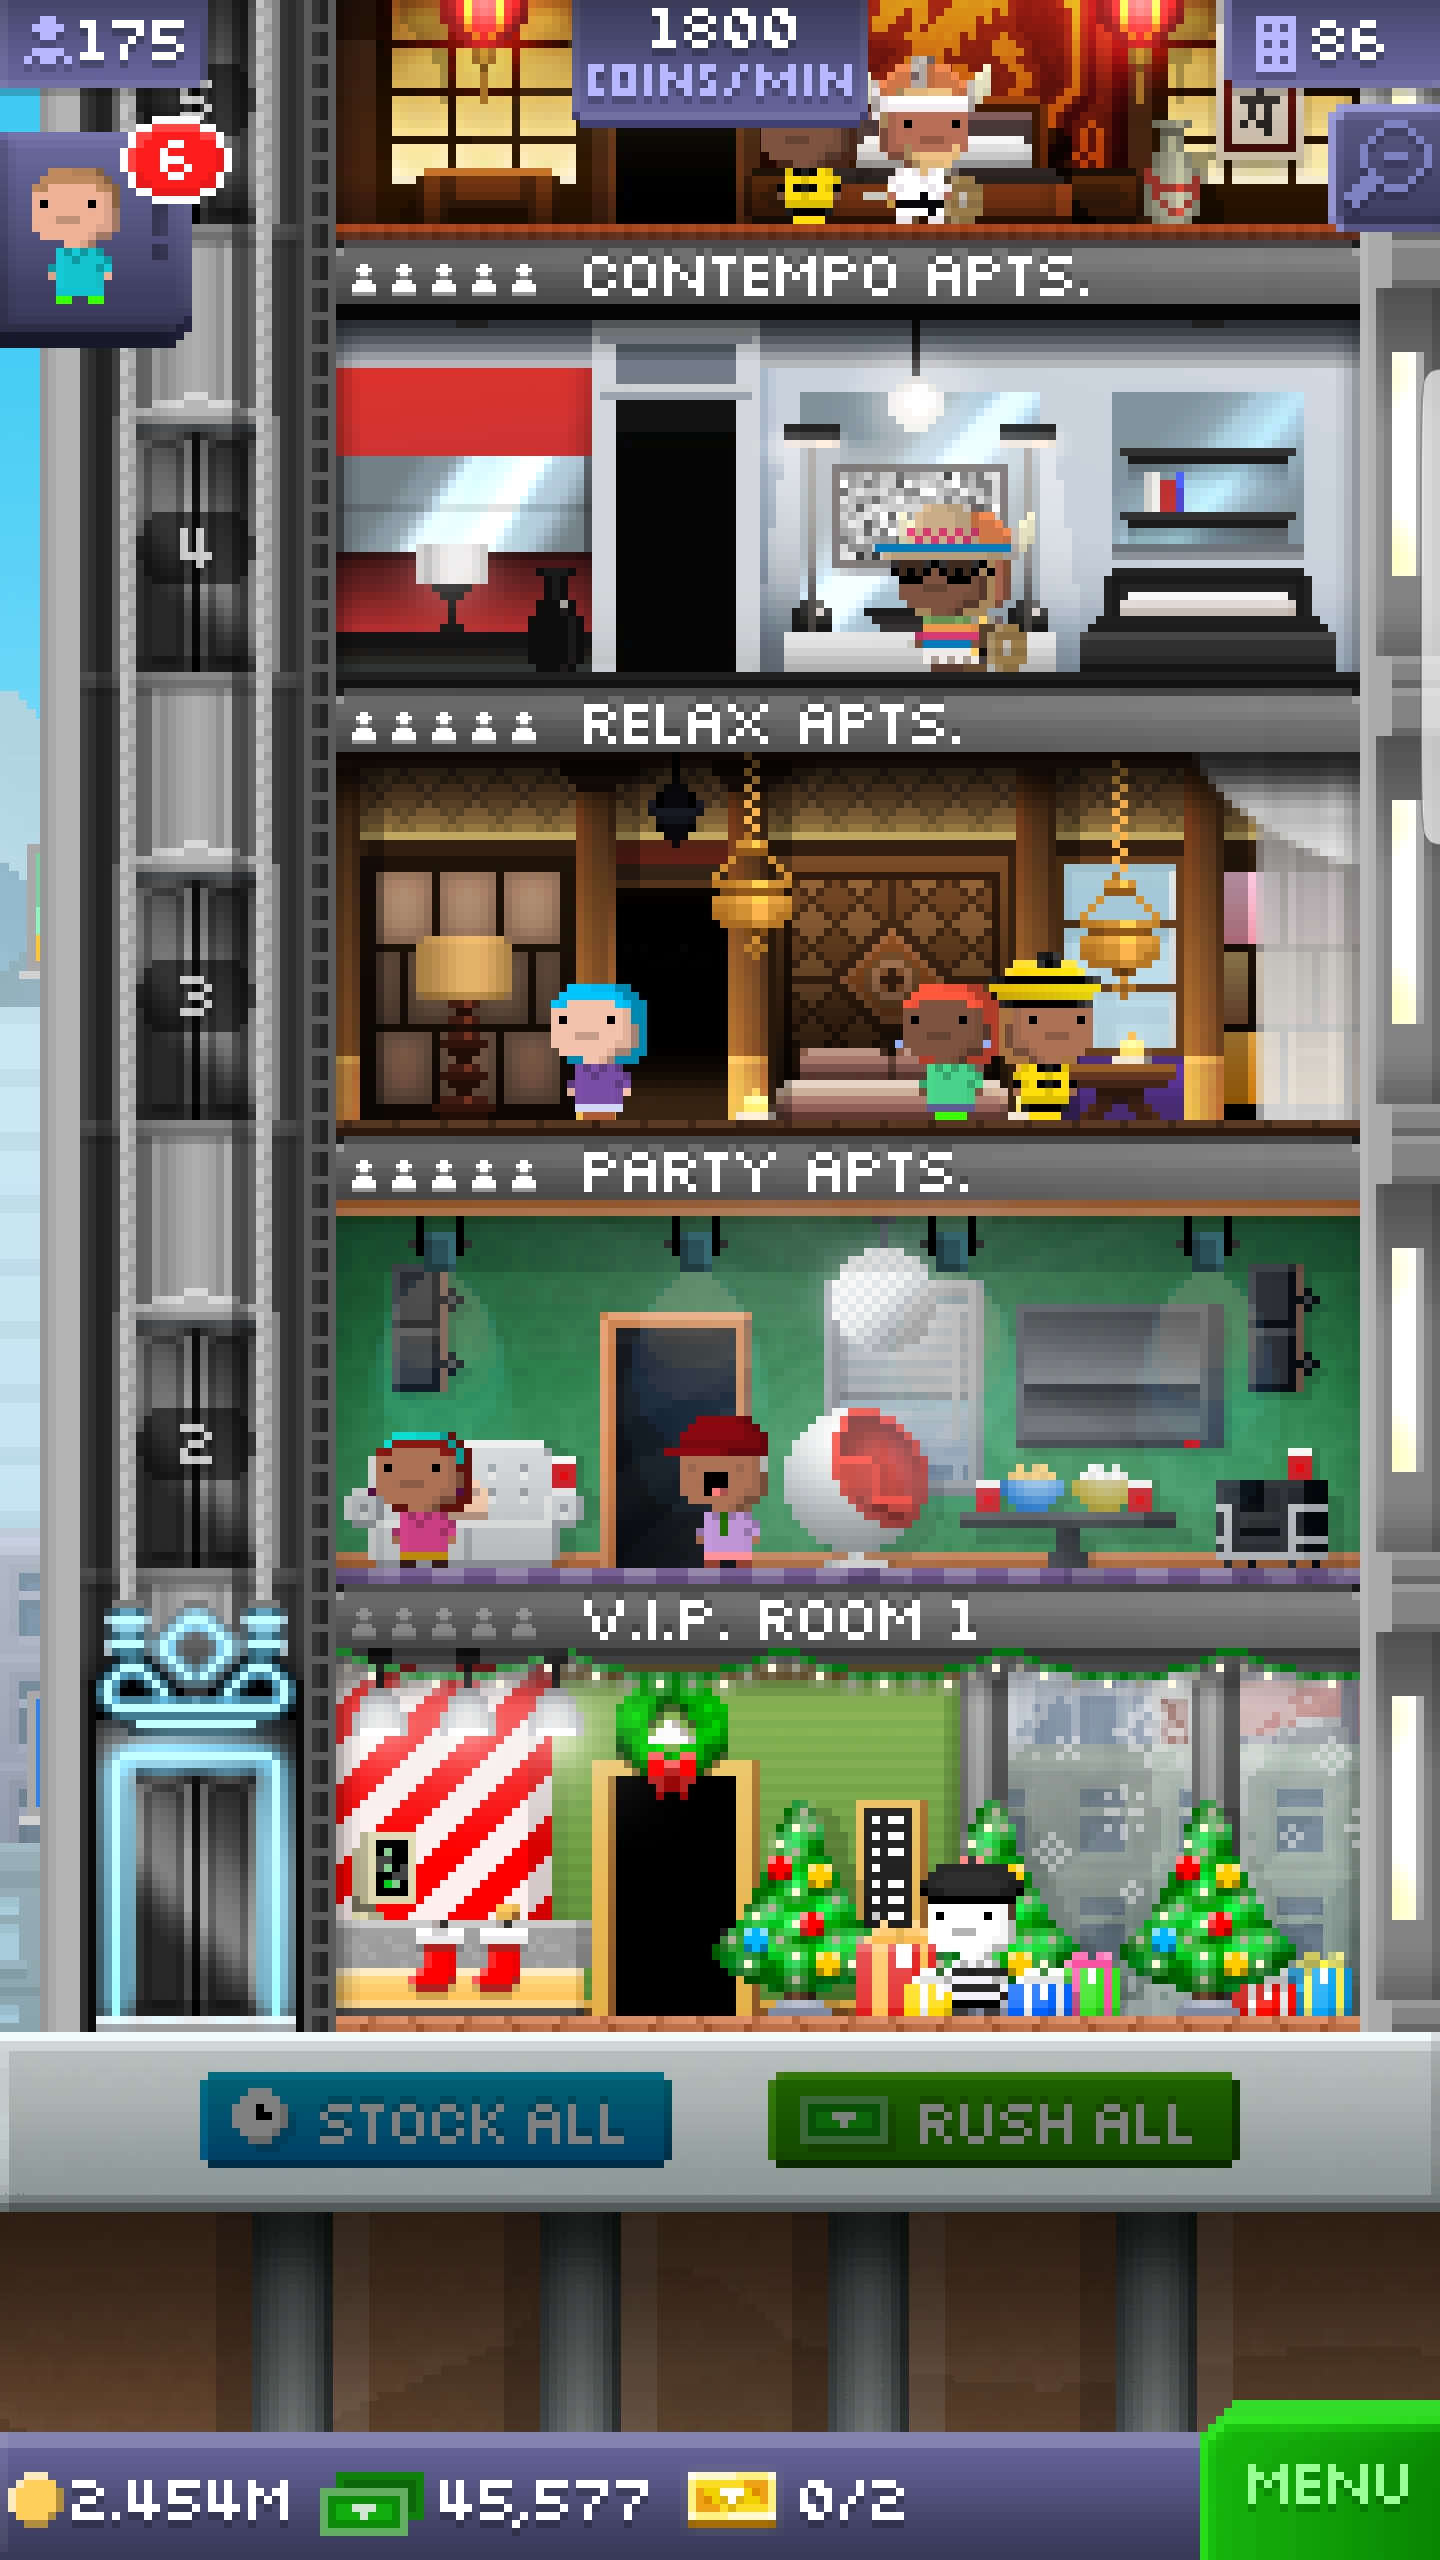 175
1800
COINS/MIN
86
5
6
CONTEMPO APTS.
4
RELAX APTS.
3
PARTY APTS.
2
V.I.P. ROOM 1
STOCK ALL
RUSH ALL
2.454M
45,577
0/2
MENU